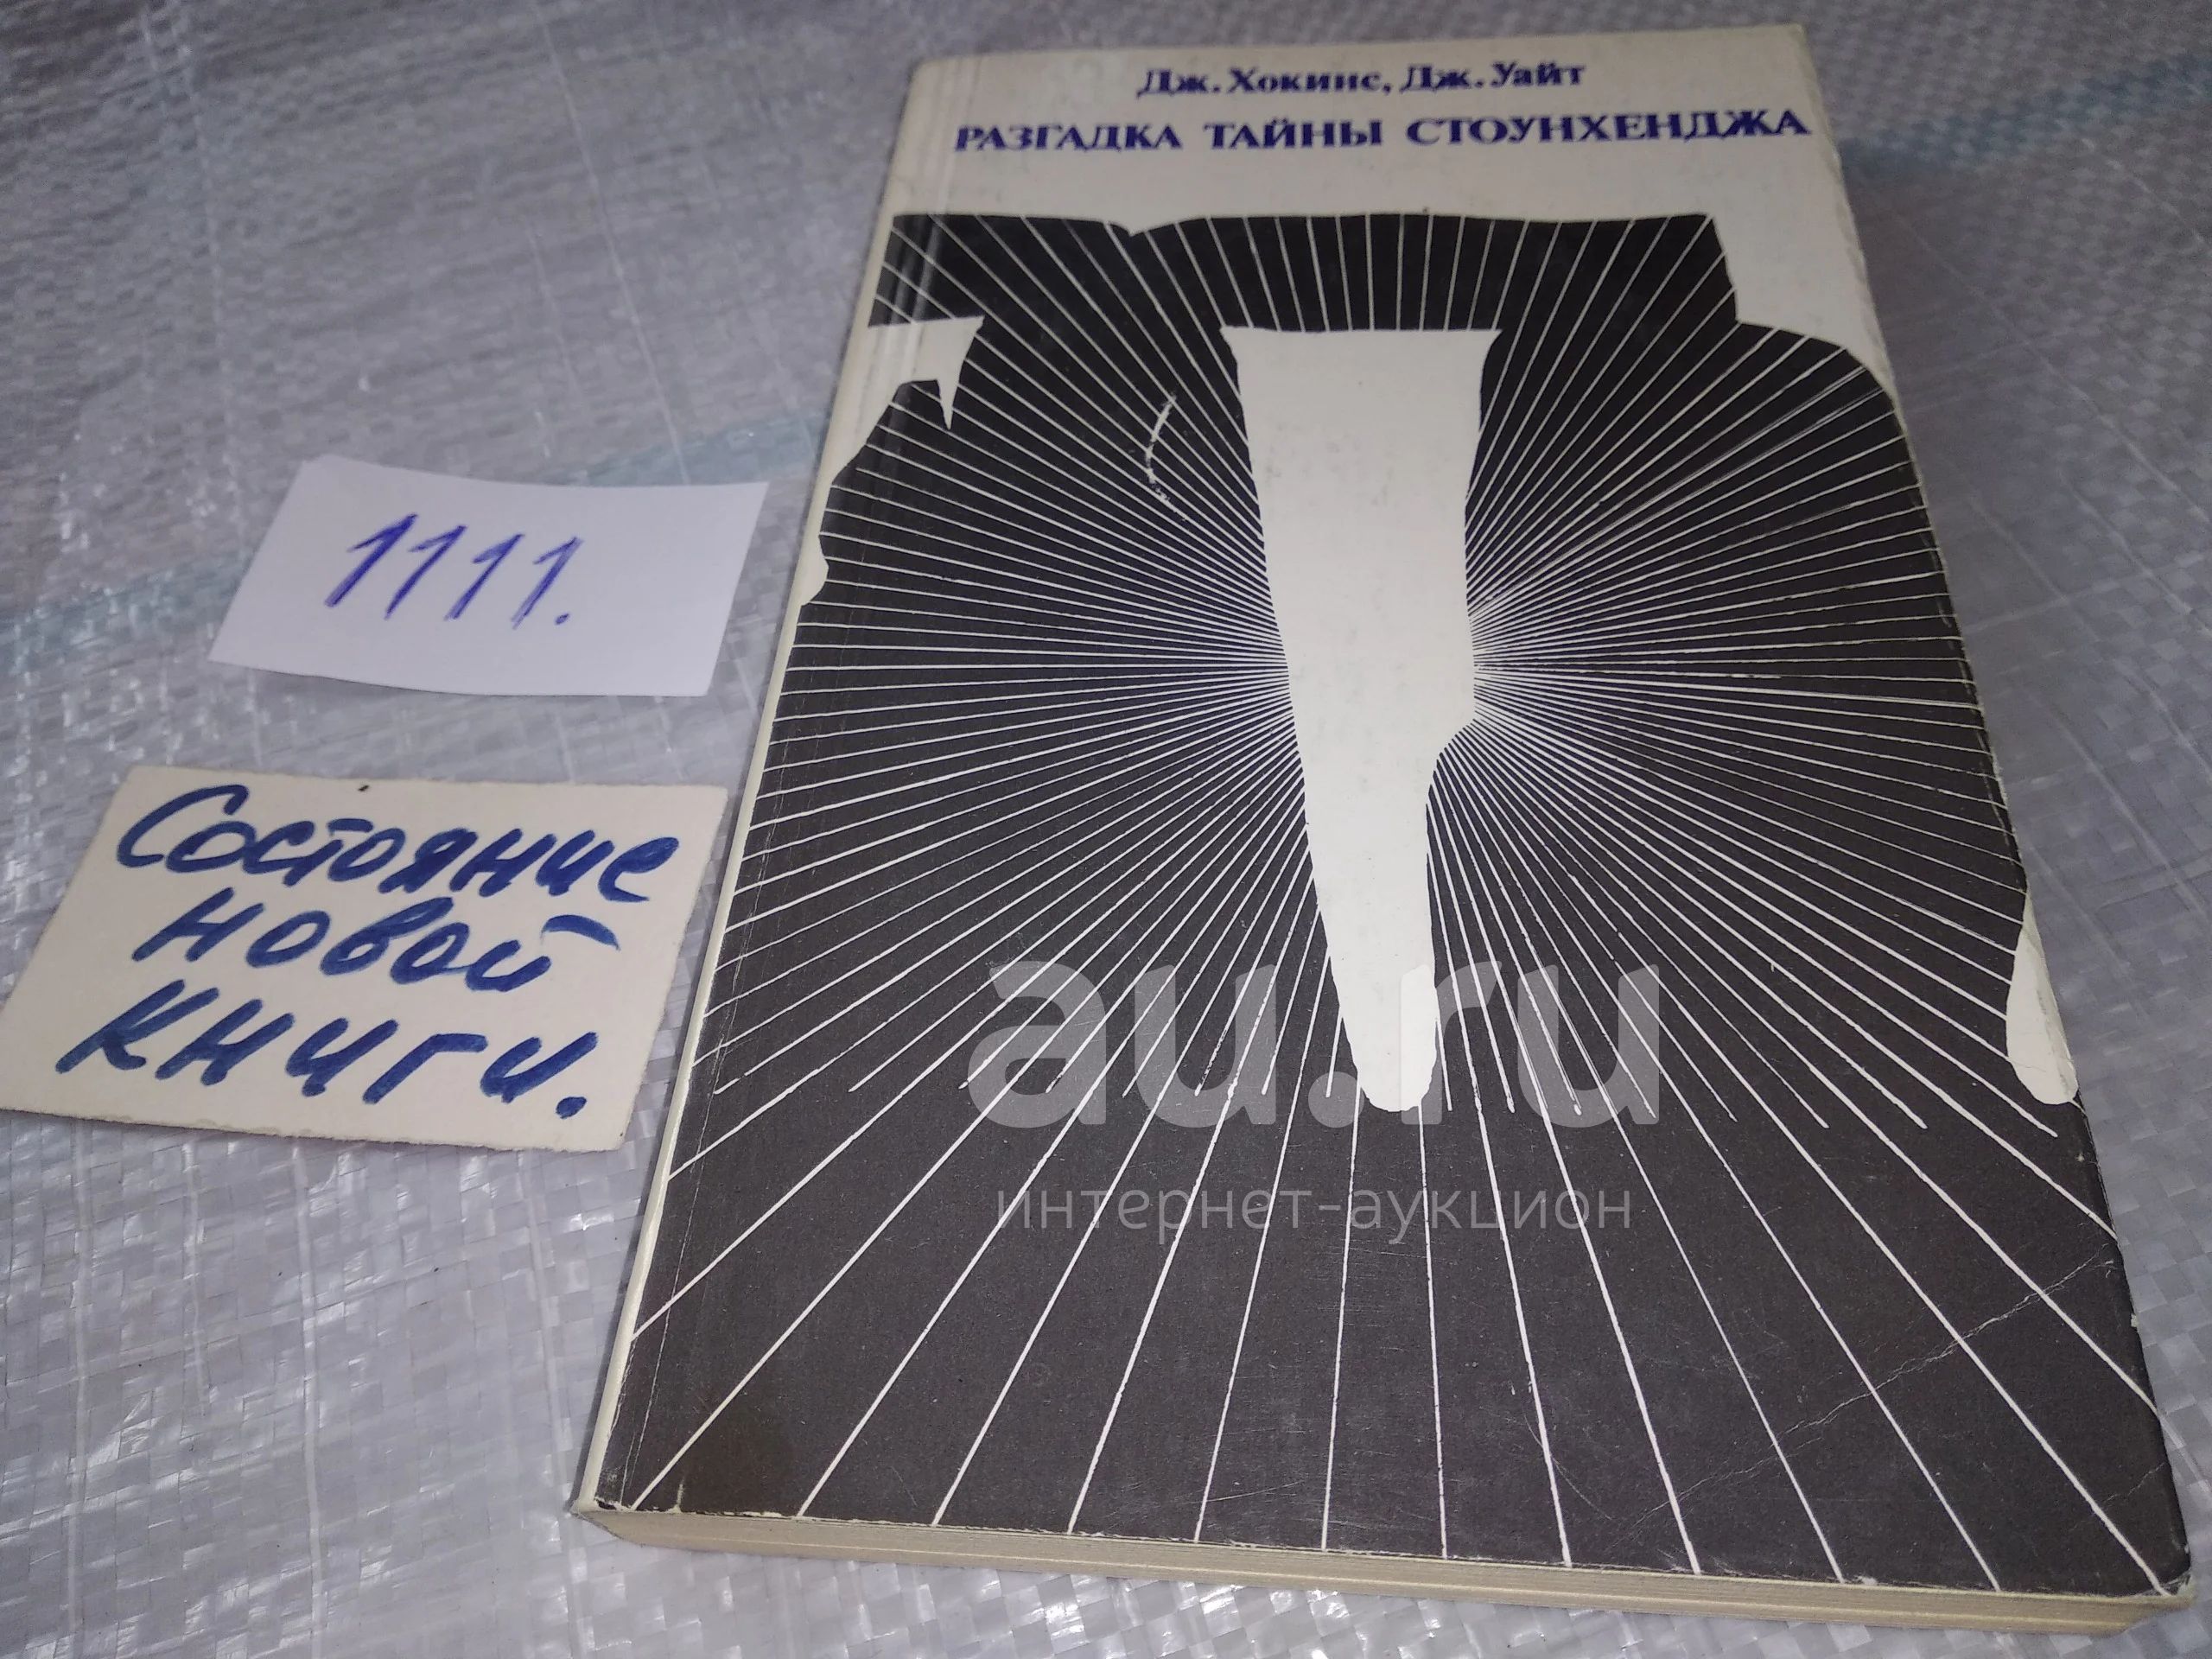 Дж. Хокинс, Дж. Уайт
РАЗГАДКА ТАЙНЫ СТОУНХЕНДЖА
1111.
Состояние
новой
книги.
au.ru
интернет-аукцион